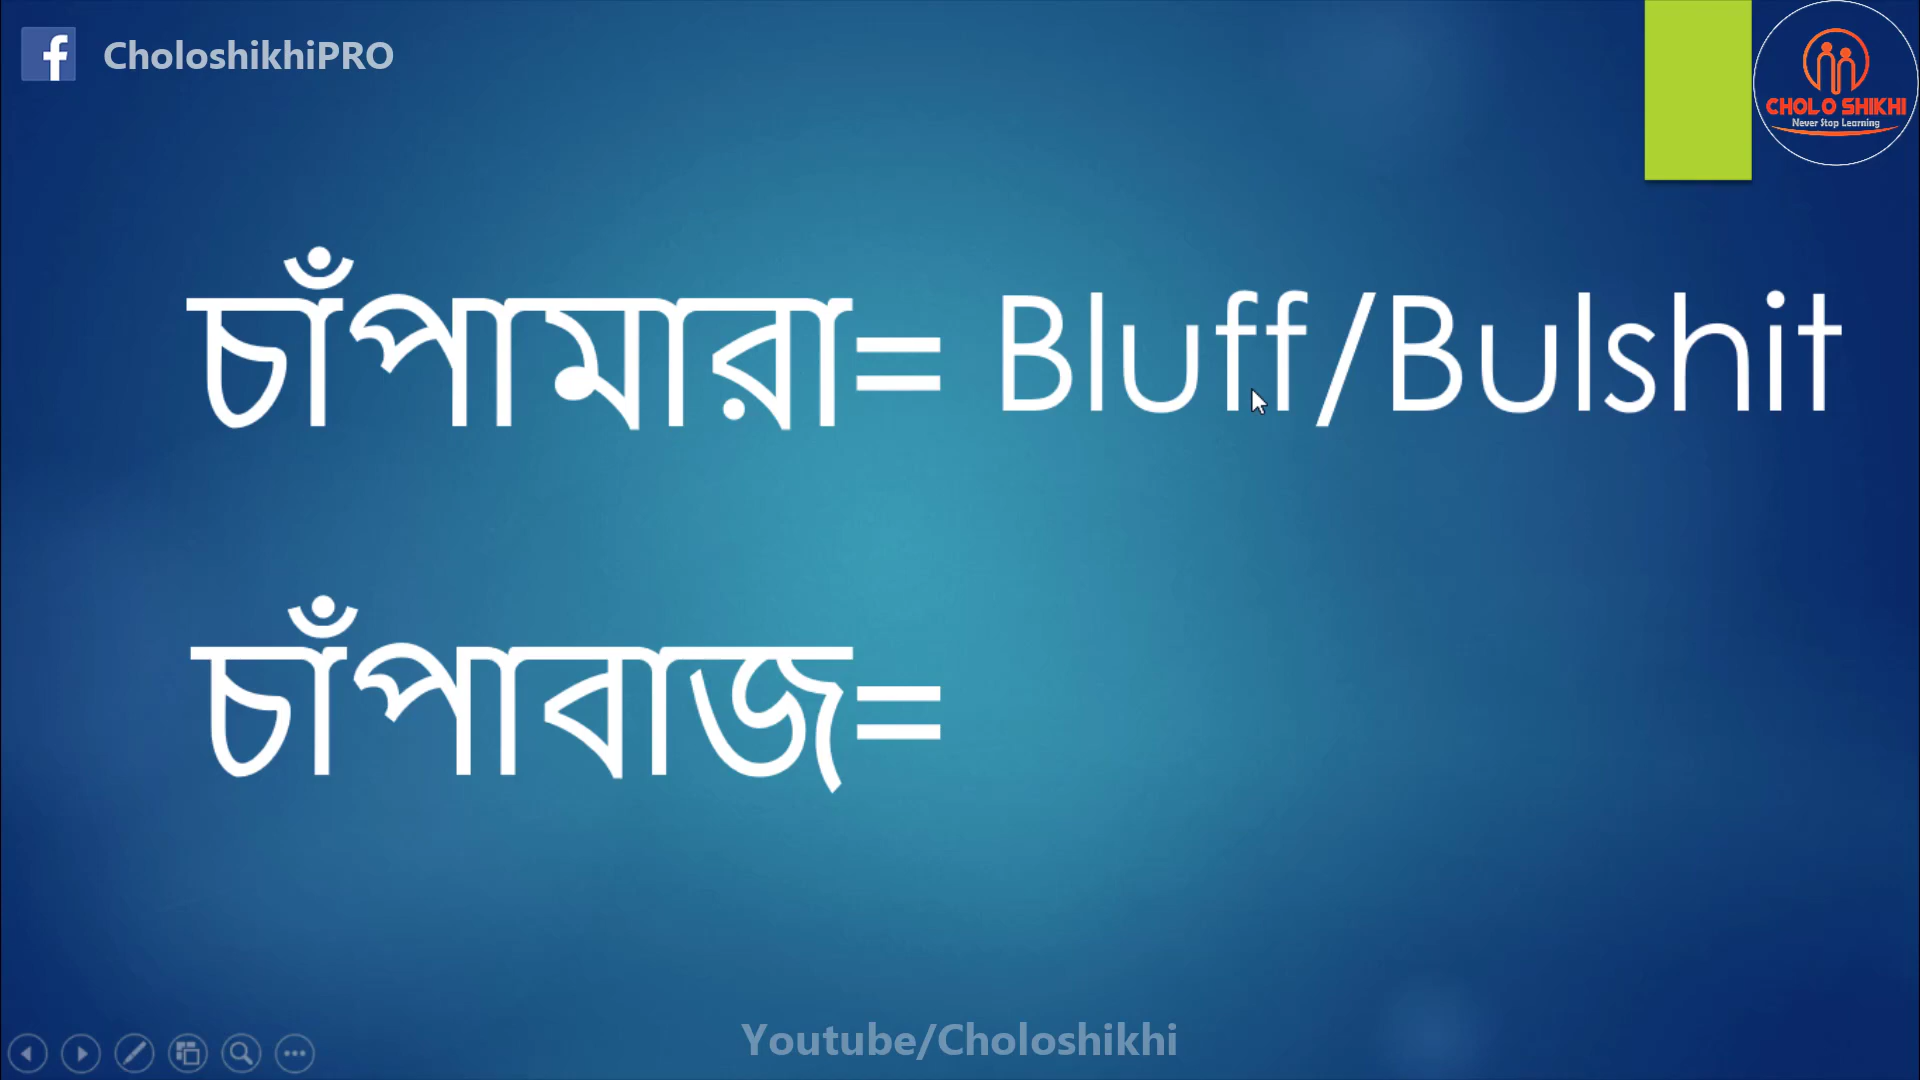 CholoshikhiPRO
CHOLO SHIKHI
Never Stop Learning
চাঁপামারা= Bluff/Bulshit
চাঁপাবাজ=
Youtube/Choloshikhi